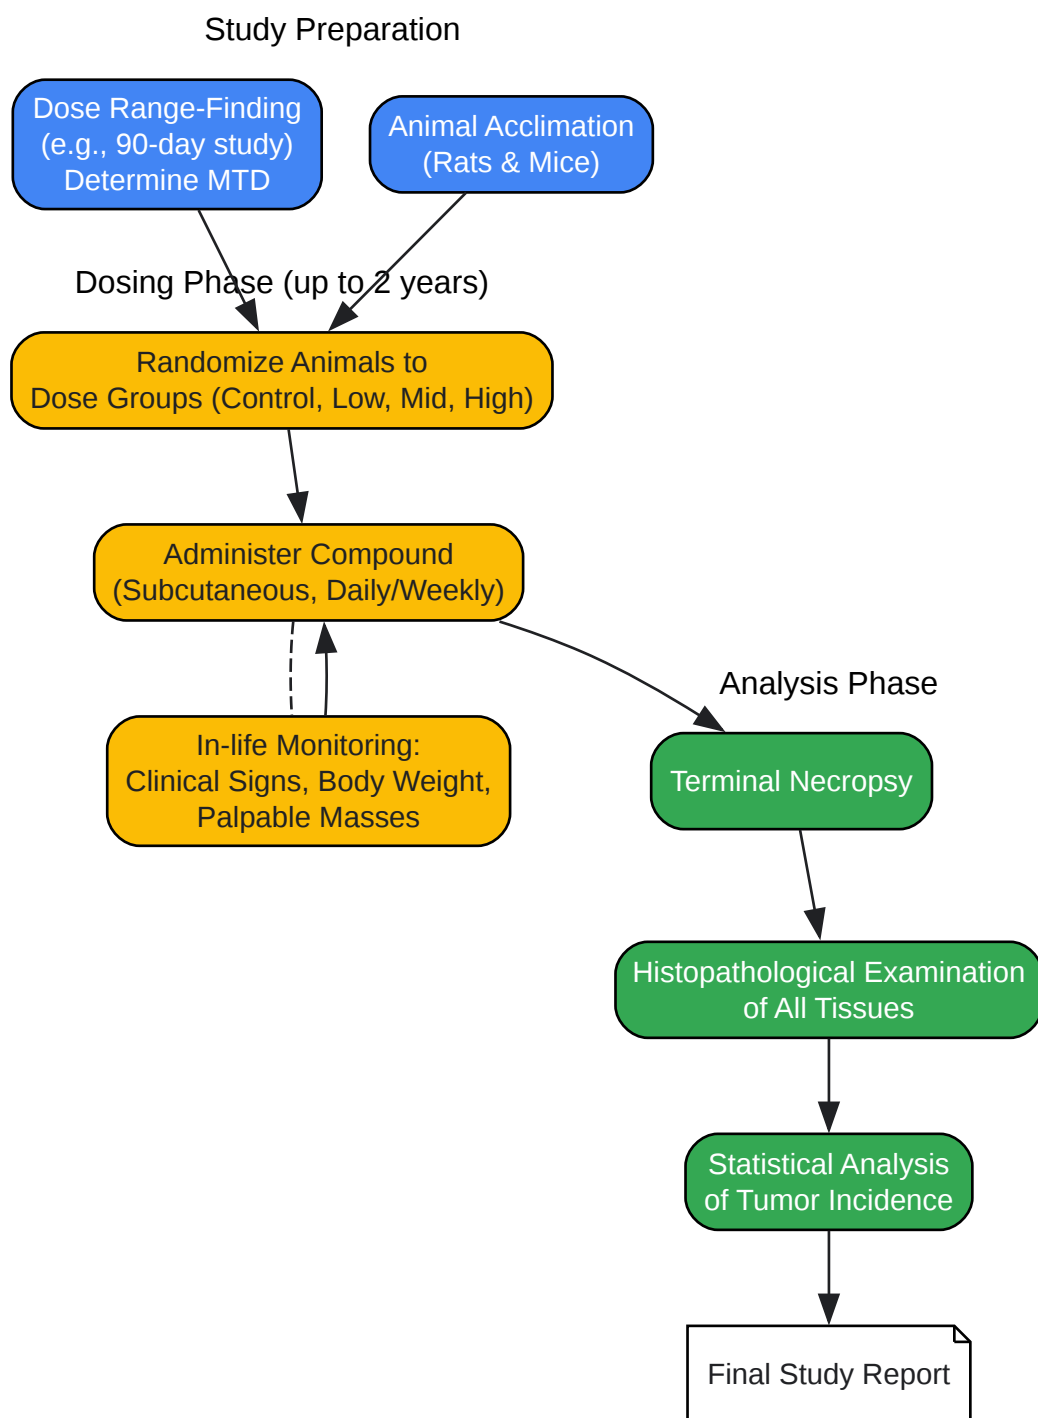 Study Preparation
Dose Range-Finding
(e.g., 90-day study)
Determine MTD
Animal Acclimation
(Rats & Mice)
Dosing Phase (up to 2 years)
Randomize Animals to
Dose Groups (Control, Low, Mid, High)
Administer Compound
(Subcutaneous, Daily/Weekly)
In-life Monitoring:
Clinical Signs, Body Weight,
Palpable Masses
Analysis Phase
Terminal Necropsy
Histopathological Examination
of All Tissues
Statistical Analysis
of Tumor Incidence
Final Study Report